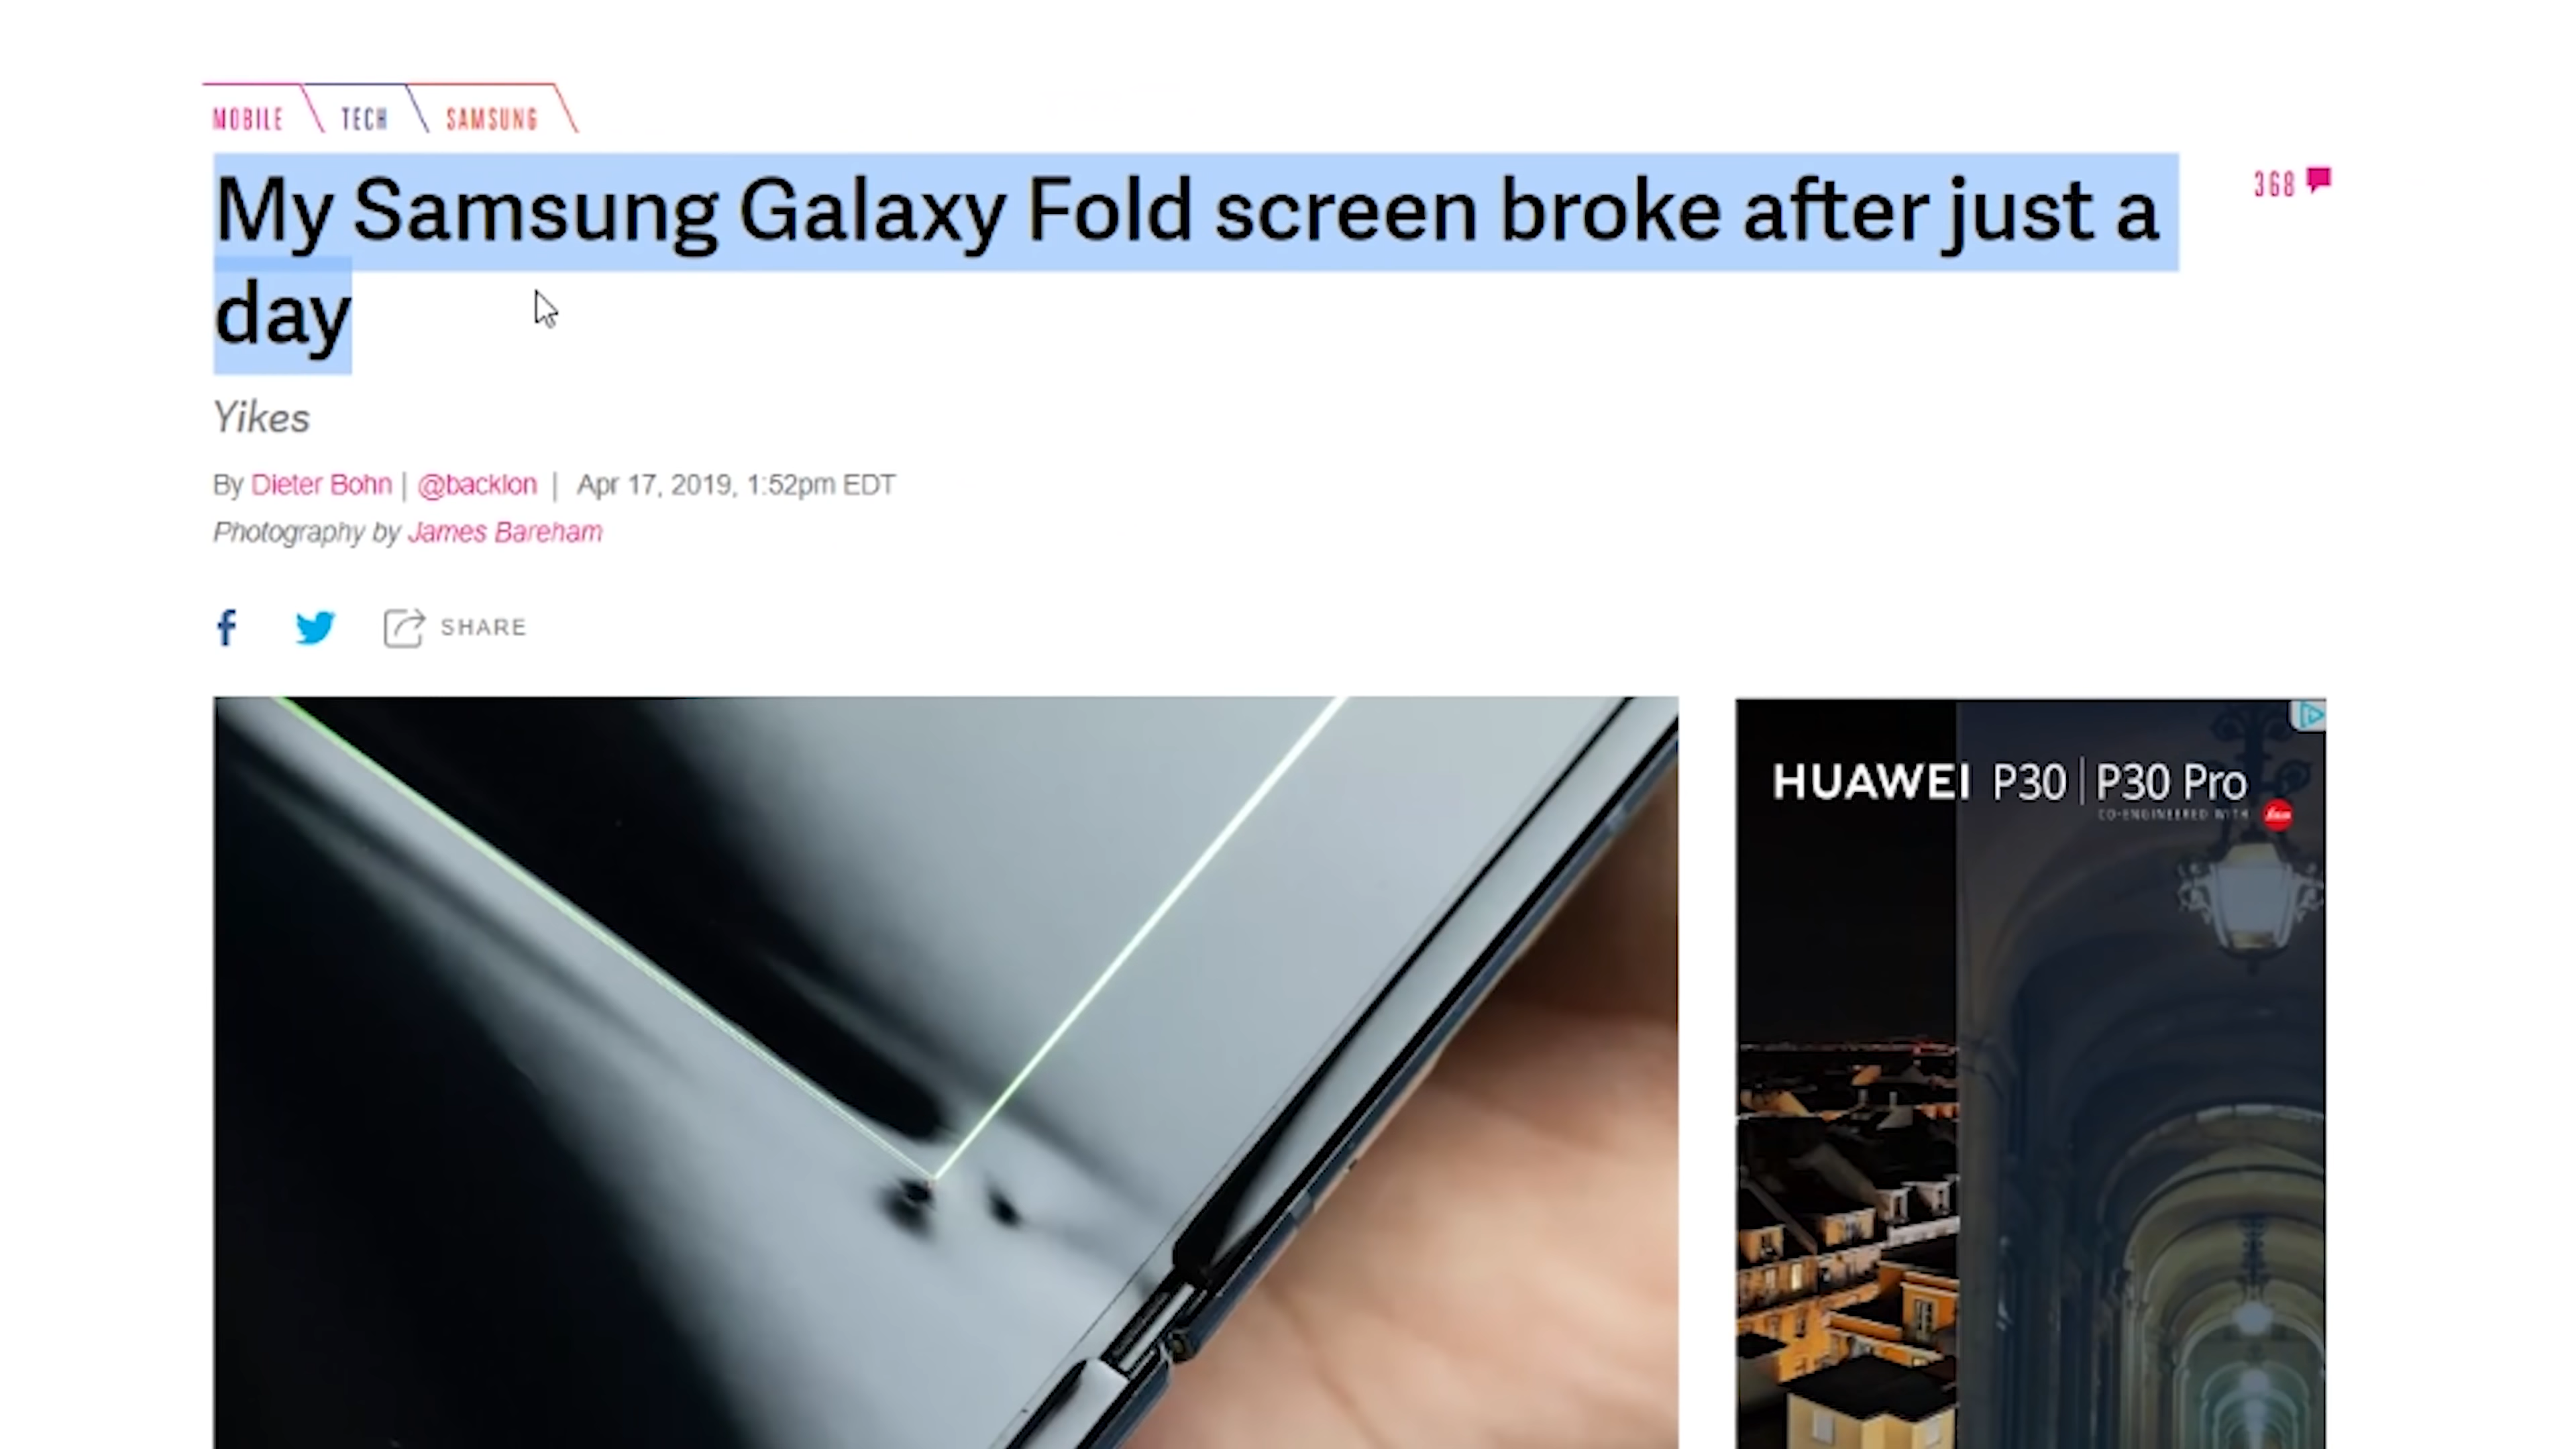 MOBILE TECH SAMSUNG
My Samsung Galaxy Fold screen broke after just a
day
368
Yikes
By Dieter Bohn | @backlon | Apr 17, 2019, 1:52pm EDT
Photography by James Bareham
f SHARE
HUAWEI P30 | P30 Pro
CO-ENGINEERED WITH